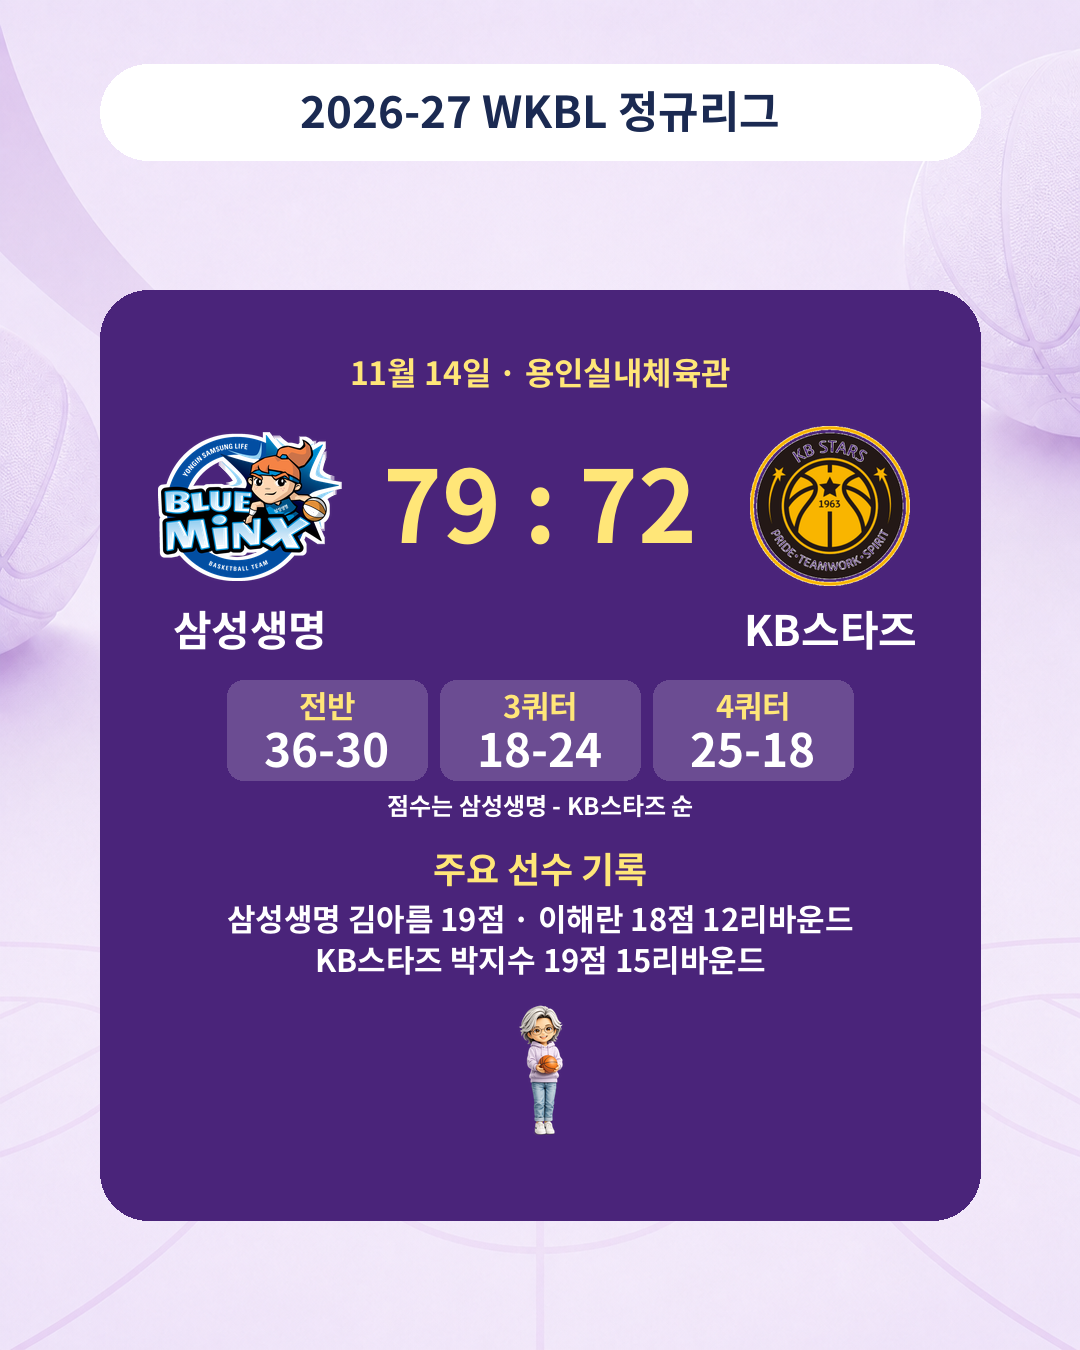 2026-27 WKBL 정규리그
11월 14일 · 용인실내체육관
YONGIN SAMSUNG LIFE
BLUE
MiNX
BASKETBALL TEAM
79 : 72
KB STARS
1963
PRIDE·TEAMWORK·SPIRIT
삼성생명
KB스타즈
전반
36-30
3쿼터
18-24
4쿼터
25-18
점수는 삼성생명 - KB스타즈 순
주요 선수 기록
삼성생명 김아름 19점 · 이해란 18점 12리바운드
KB스타즈 박지수 19점 15리바운드